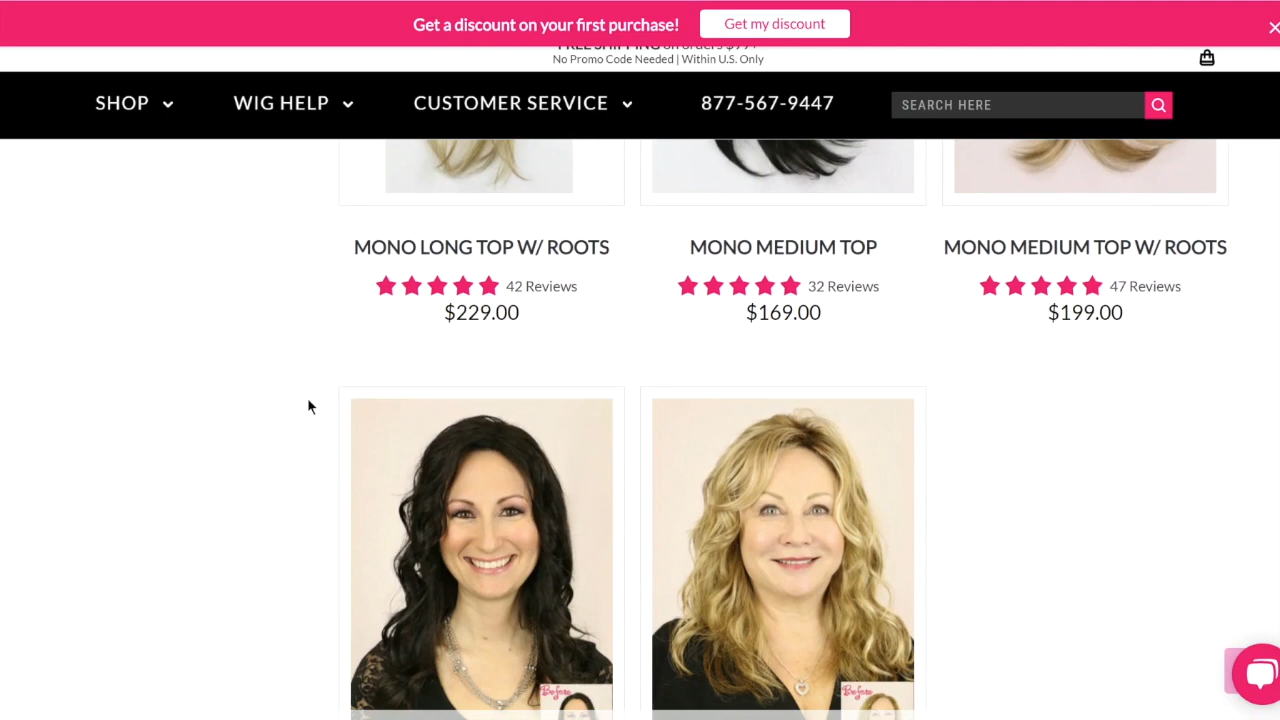 Get a discount on your first purchase! Get my discount
FREE SHIPPING on orders $79+
No Promo Code Needed | Within U.S. Only
SHOP WIG HELP CUSTOMER SERVICE 877-567-9447 SEARCH HERE
MONO LONG TOP W/ ROOTS MONO MEDIUM TOP MONO MEDIUM TOP W/ ROOTS
42 Reviews 32 Reviews 47 Reviews
$229.00 $169.00 $199.00
Before Before